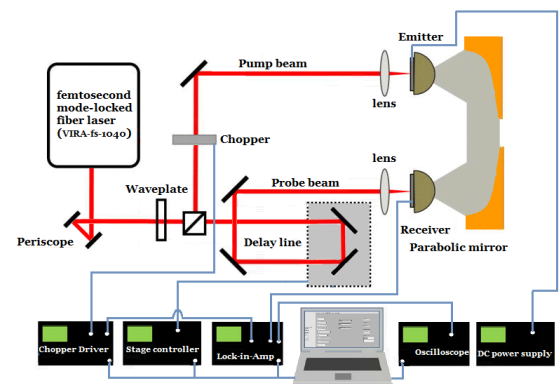 Emitter
Pump beam
femtosecond
mode-locked
fiber laser
(VIRA-fs-1040)
lens
Chopper
lens
Waveplate
Probe beam
Receiver
Periscope
Delay line
Parabolic mirror
Chopper Driver
Stage controller
Lock-in-Amp
Oscilloscope
DC power supply